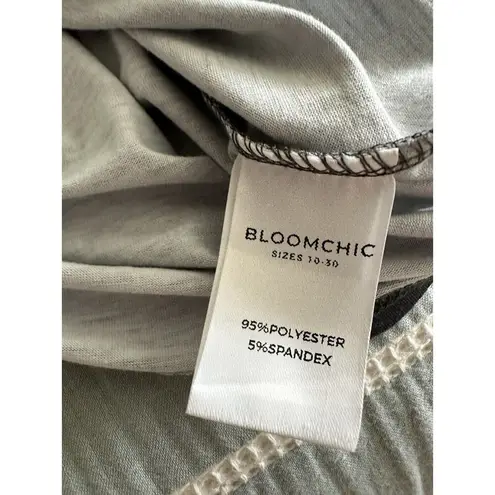 BLOOMCHIC
SIZES 10-30
95%POLYESTER
5%SPANDEX